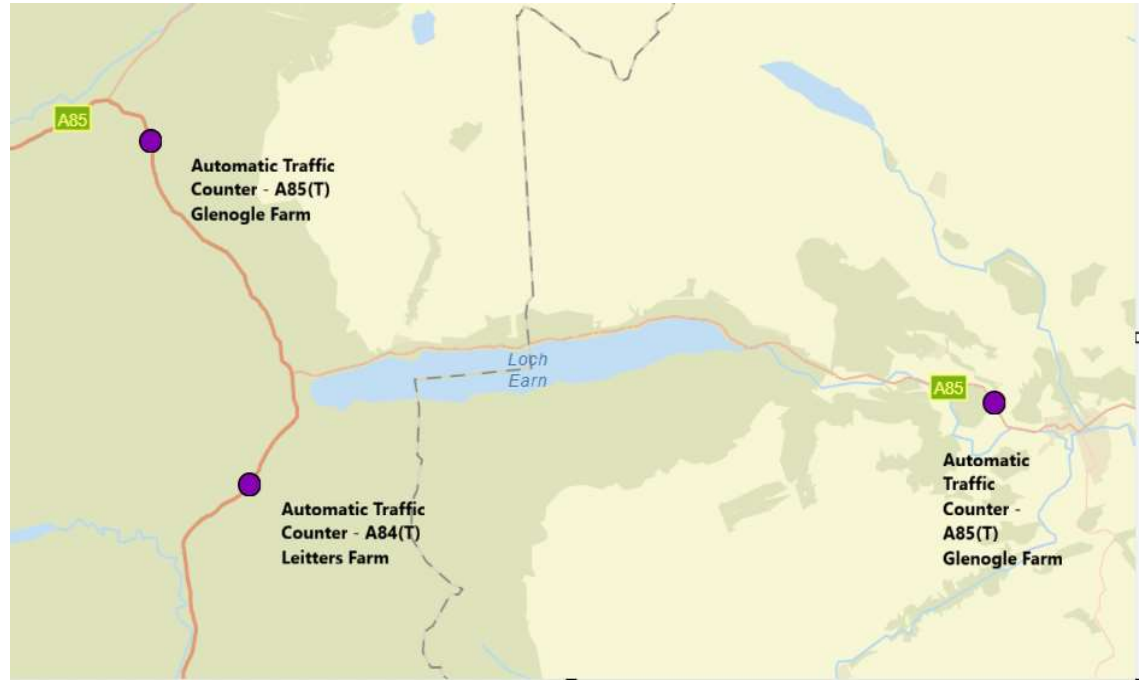 A85
Automatic Traffic
Counter - A85(T)
Glenogle Farm
Loch
Earn
A85
Automatic
Traffic
Counter -
A85(T)
Glenogle Farm
Automatic Traffic
Counter - A84(T)
Leitters Farm